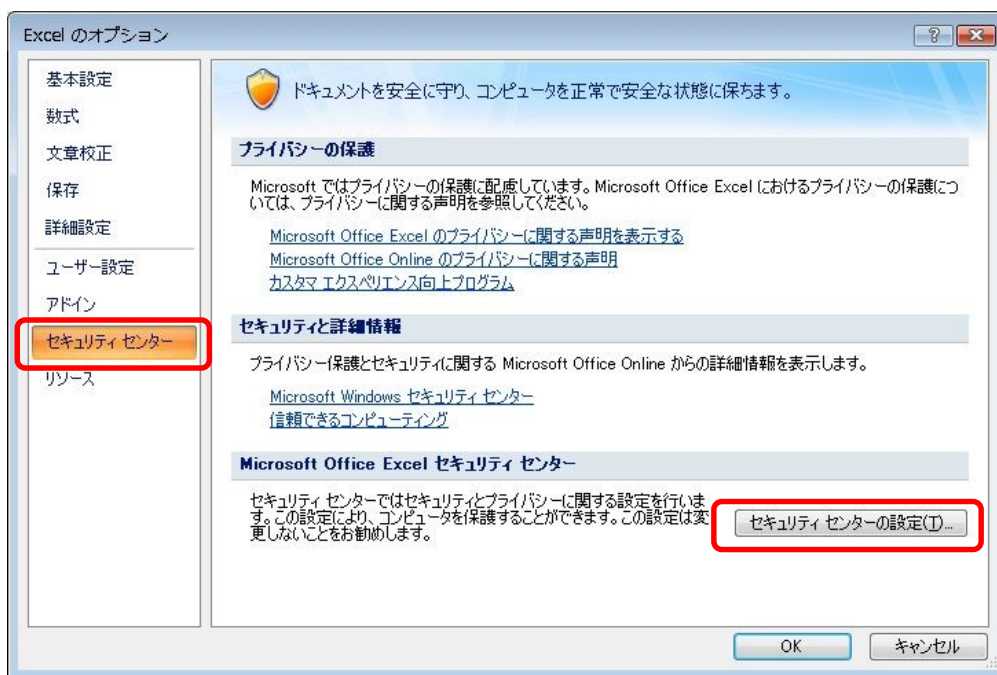 Excel のオプション
基本設定
数式
文章校正
保存
詳細設定
ユーザー設定
アドイン
セキュリティ センター
リソース
ドキュメントを安全に守り、コンピュータを正常で安全な状態に保ちます。
プライバシーの保護
Microsoft ではプライバシーの保護に配慮しています。Microsoft Office Excel におけるプライバシーの保護につ
いては、プライバシーに関する声明を参照してください。
Microsoft Office Excel のプライバシーに関する声明を表示する
Microsoft Office Online のプライバシーに関する声明
カスタマ エクスペリエンス向上プログラム
セキュリティと詳細情報
プライバシー保護とセキュリティに関する Microsoft Office Online からの詳細情報を表示します。
Microsoft Windows セキュリティ センター
信頼できるコンピューティング
Microsoft Office Excel セキュリティ センター
セキュリティ センターではセキュリティとプライバシーに関する設定を行いま
す。この設定により、コンピュータを保護することができます。この設定は変
更しないことをお勧めします。
セキュリティ センターの設定(T)...
OK
キャンセル